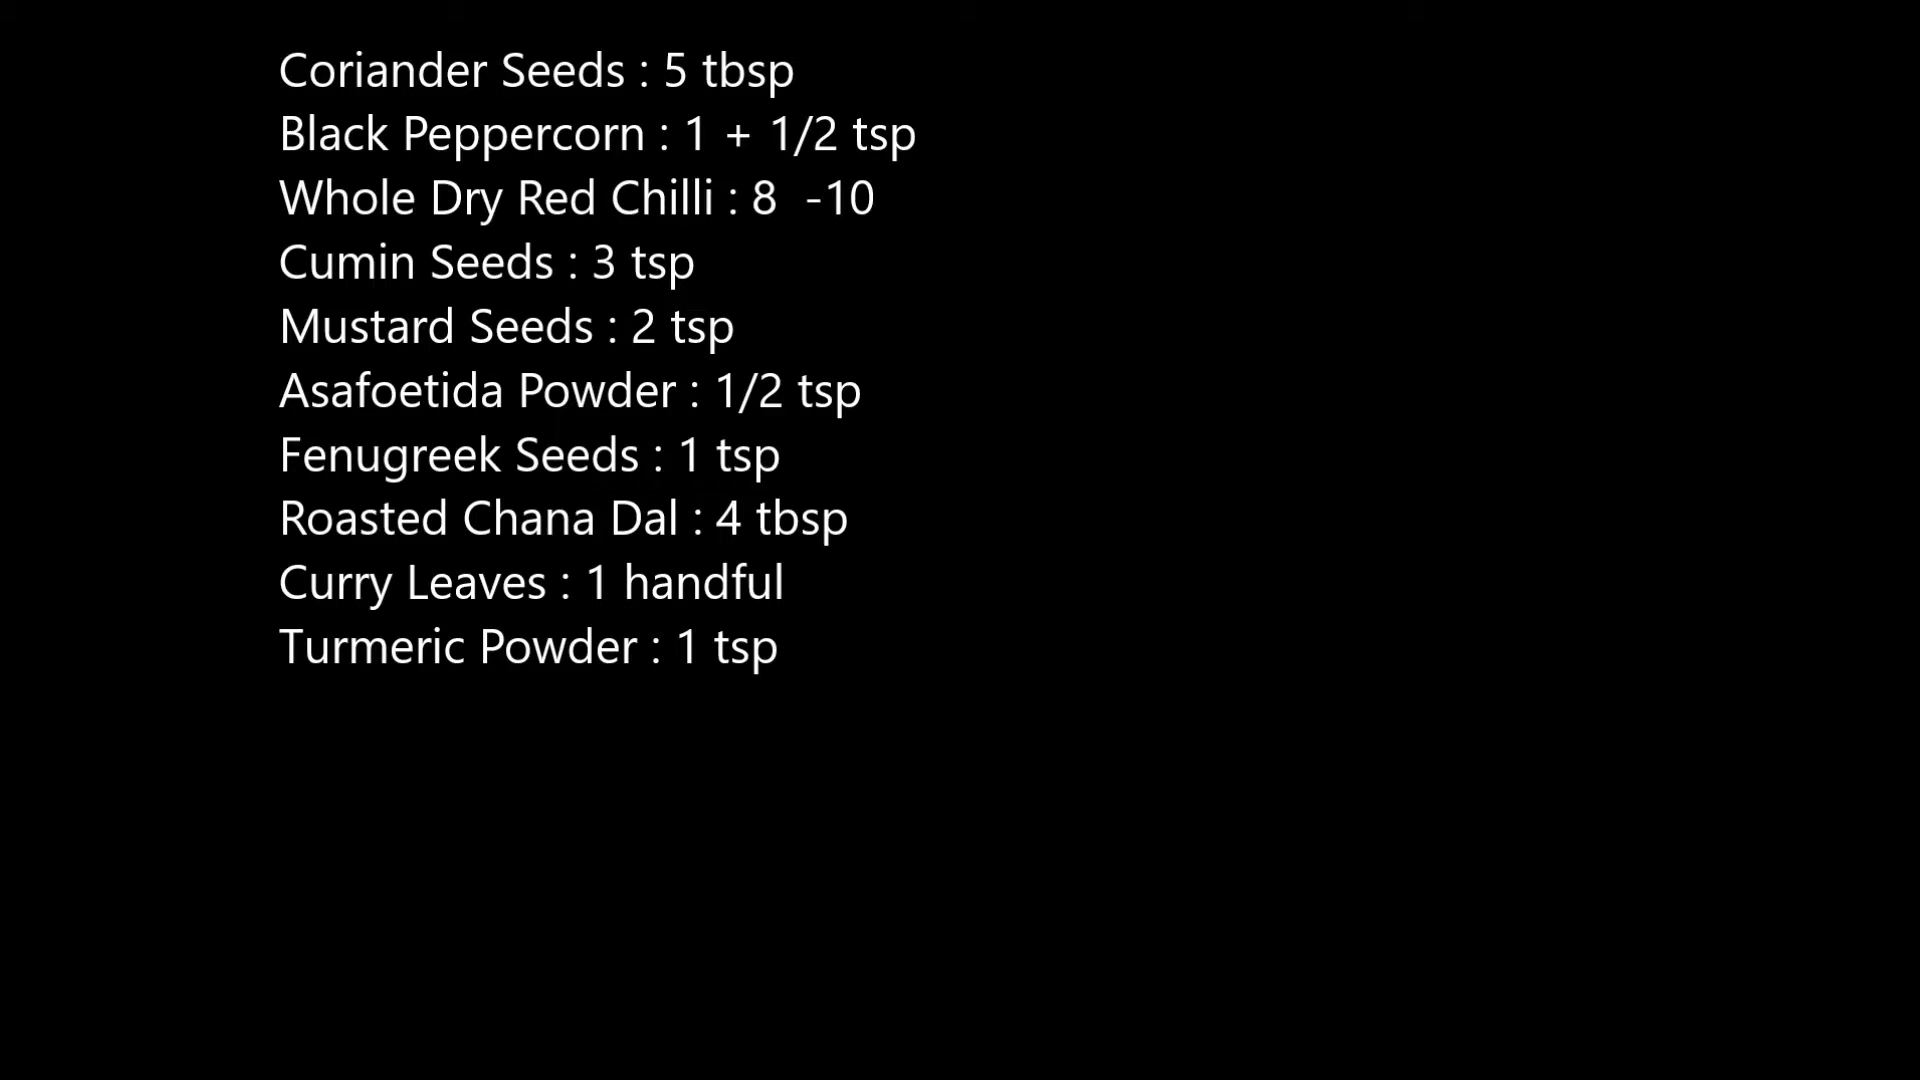 Coriander Seeds : 5 tbsp
Black Peppercorn : 1 + 1/2 tsp
Whole Dry Red Chilli : 8  -10
Cumin Seeds : 3 tsp
Mustard Seeds : 2 tsp
Asafoetida Powder : 1/2 tsp
Fenugreek Seeds : 1 tsp
Roasted Chana Dal : 4 tbsp
Curry Leaves : 1 handful
Turmeric Powder : 1 tsp